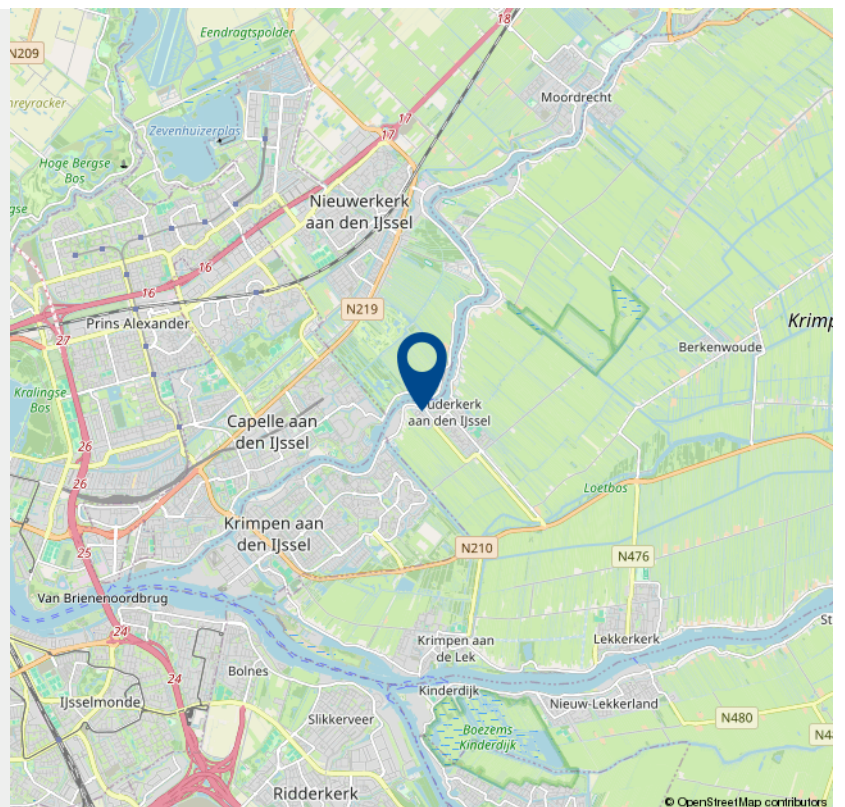 18
Eendragtspolder
N209
Moordrecht
17
17
Zevenhuizerplas
Hoge Bergse
Bos
Nieuwerkerk
aan den IJssel
16
16
N219
Prins Alexander
27
Krimp
Berkenwoude
Kralingse
Bos
uderkerk
aan den IJssel
Capelle aan
den IJssel
26
26
Loetbos
Krimpen aan
den IJssel
N210
25
N476
Van Brienenoordbrug
24
St
Krimpen aan
de Lek
Lekkerkerk
24
Bolnes
Kinderdijk
IJsselmonde
Nieuw-Lekkerland
Slikkerveer
N480
Boezems
Kinderdijk
N4
Ridderkerk
© OpenStreetMap contributors